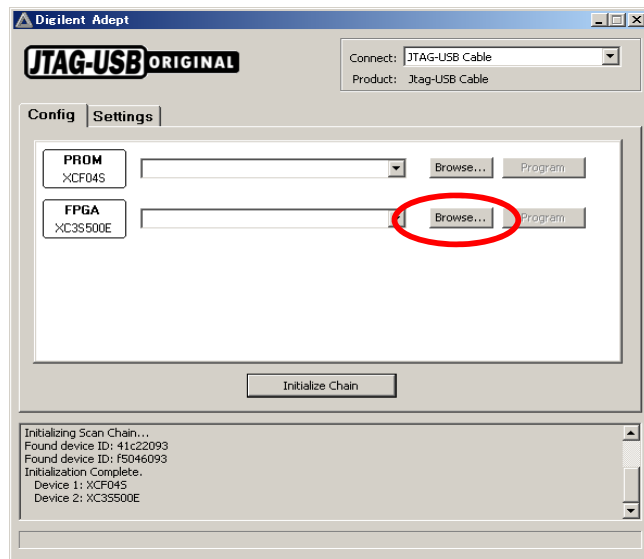 Digilent Adept
JTAG-USB ORIGINAL
Connect: JTAG-USB Cable
Product: Jtag-USB Cable
Config Settings
PROM
XCF04S
Browse... Program
FPGA
XC3S500E
Browse... Program
Initialize Chain
Initializing Scan Chain...
Found device ID: 41c22093
Found device ID: f5046093
Initialization Complete.
Device 1: XCF04S
Device 2: XC3S500E